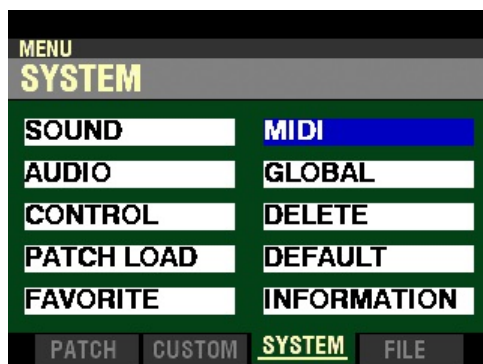 MENU
SYSTEM
SOUND
MIDI
AUDIO
GLOBAL
CONTROL
DELETE
PATCH LOAD
DEFAULT
FAVORITE
INFORMATION
PATCH CUSTOM SYSTEM FILE